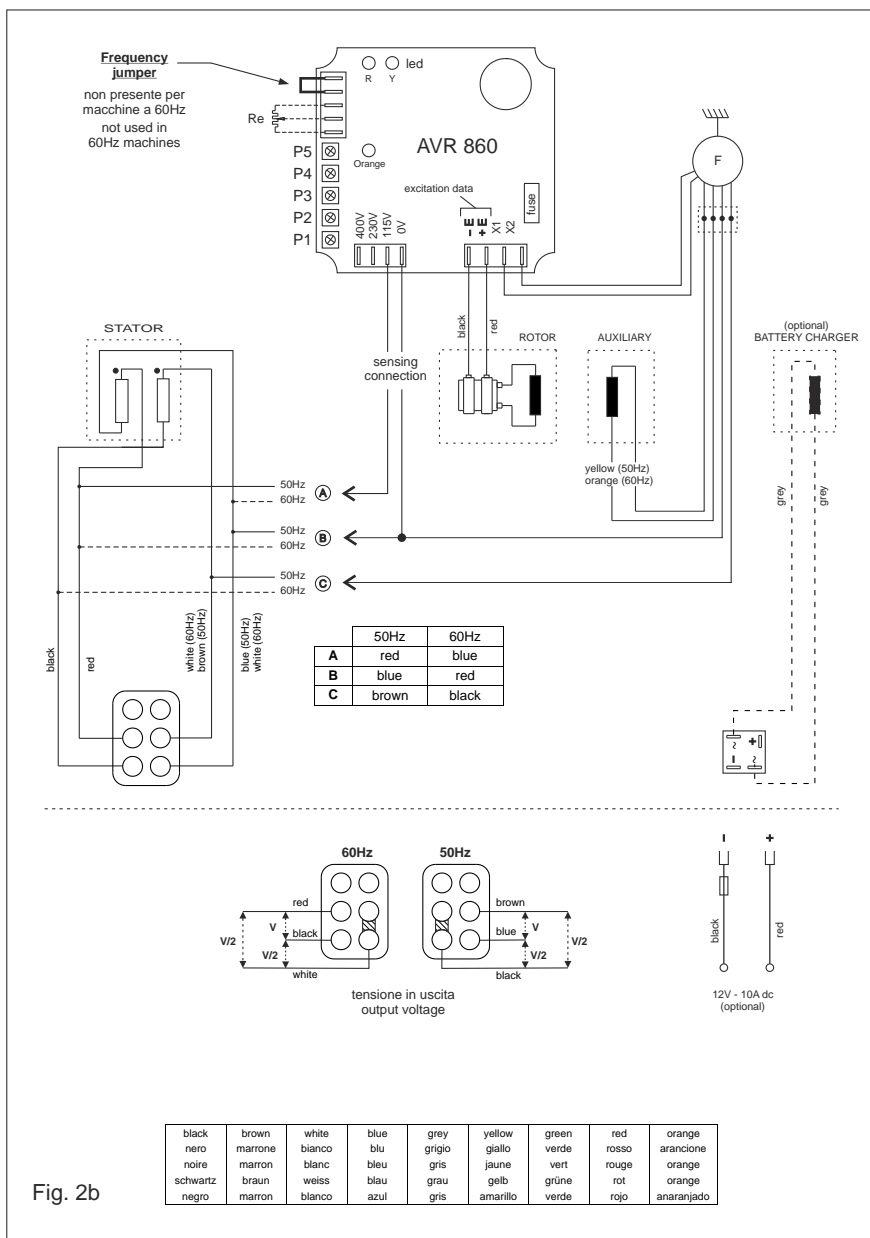 Frequency
jumper
non presente per
macchine a 60Hz
not used in
60Hz machines
R
Y
led
Re
P5
P4
P3
P2
P1
Orange
AVR 860
excitation data
fuse
400V
230V
115V
0V
− E
+ E
X1
X2
F
black
red
STATOR
sensing
connection
ROTOR
AUXILIARY
(optional)
BATTERY CHARGER
yellow (50Hz)
orange (60Hz)
grey
grey
50Hz
60Hz
A
50Hz
60Hz
B
50Hz
60Hz
C
black
red
white (60Hz)
brown (50Hz)
blue (50Hz)
white (60Hz)
50Hz 60Hz
A red blue
B blue red
C brown black
~ +
− ~
60Hz
50Hz
red
black
white
V
V/2
V/2
brown
blue
black
V
V/2
V/2
tensione in uscita
output voltage
− +
black
red
12V - 10A dc
(optional)
black brown white blue grey yellow green red orange
nero marrone bianco blu grigio giallo verde rosso arancione
noire marron blanc bleu gris jaune vert rouge orange
schwartz braun weiss blau grau gelb grüne rot orange
negro marron blanco azul gris amarillo verde rojo anaranjado
Fig. 2b